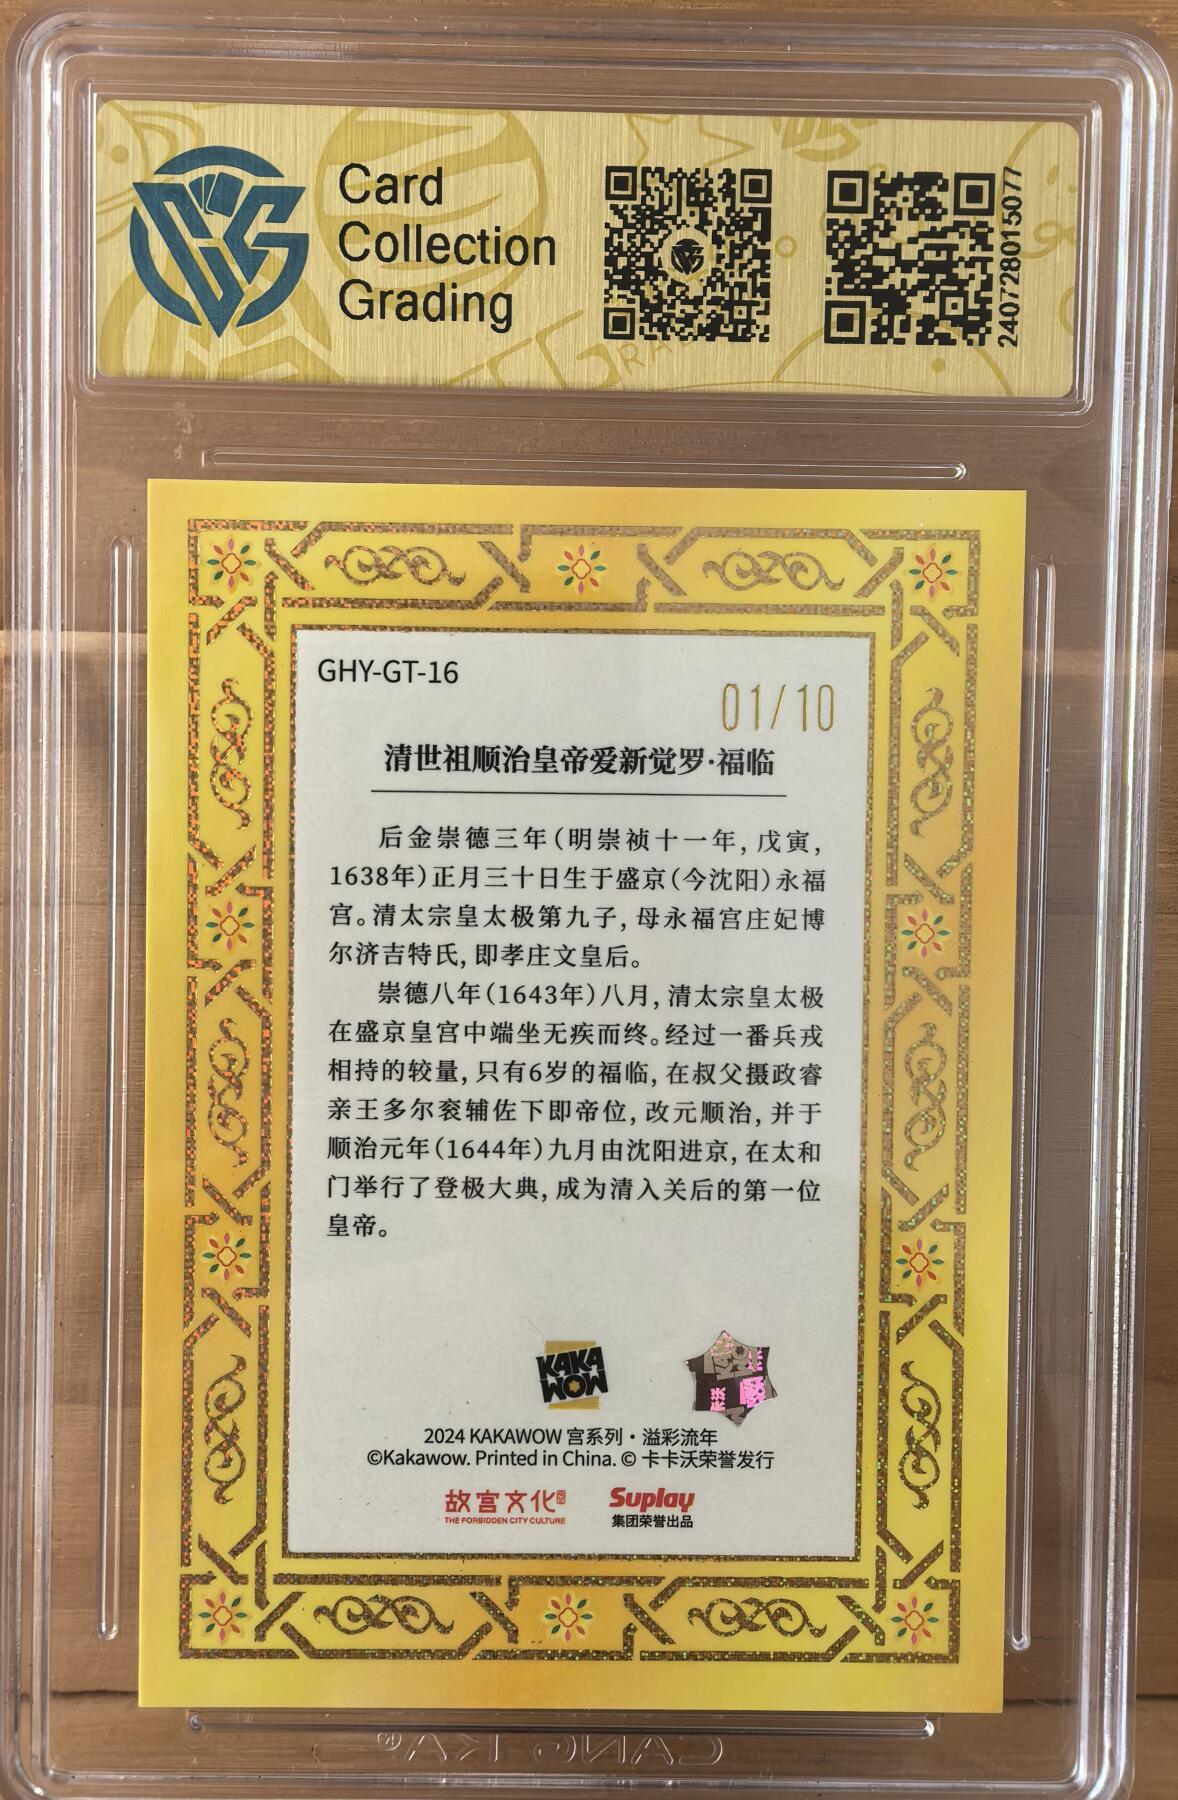 Card
Collection
Grading
240728015077
GHY-GT-16
01/10
清世祖顺治皇帝爱新觉罗·福临
后金崇德三年(明崇祯十一年,戊寅,
1638年)正月三十日生于盛京(今沈阳)永福
宫。清太宗皇太极第九子,母永福宫庄妃博
尔济吉特氏,即孝庄文皇后。
崇德八年(1643年)八月,清太宗皇太极
在盛京皇宫中端坐无疾而终。经过一番兵戎
相持的较量,只有6岁的福临,在叔父摄政睿
亲王多尔衮辅佐下即帝位,改元顺治,并于
顺治元年(1644年)九月由沈阳进京,在太和
门举行了登极大典,成为清入关后的第一位
皇帝。
KAKA
WOW
2024 KAKAWOW 宫系列·溢彩流年
©Kakawow. Printed in China. © 卡卡沃荣誉发行
故宫文化
THE FORBIDDEN CITY CULTURE
Suplay
集团荣誉出品